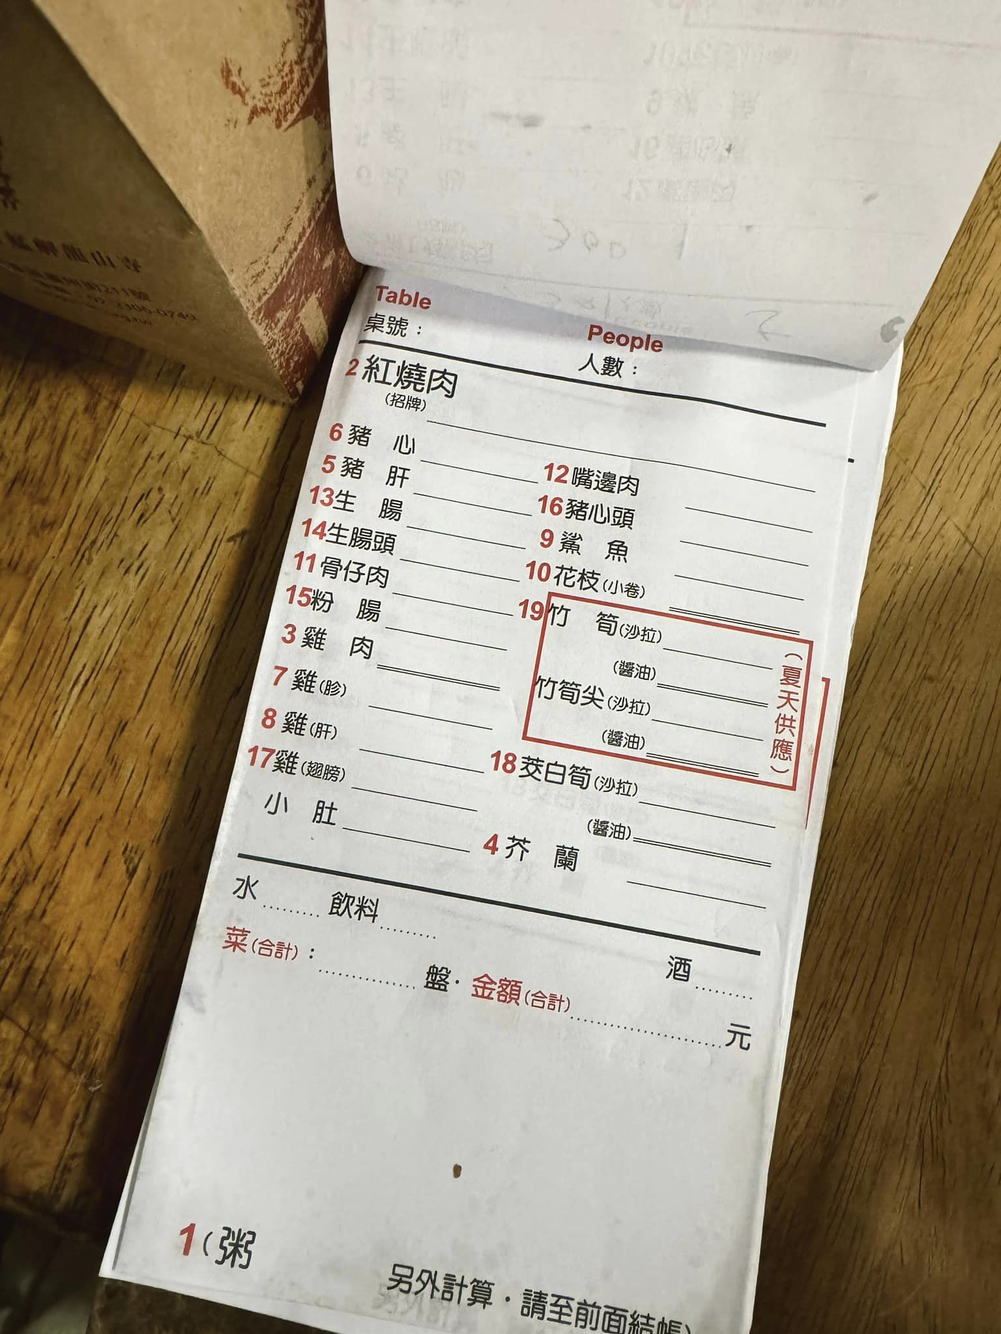 Table
桌號：
People
人數：
2 紅燒肉
(招牌)
6 豬 心
5 豬 肝
13 生 腸
14 生腸頭
11 骨仔肉
15 粉 腸
3 雞 肉
7 雞(胗)
8 雞(肝)
17 雞(翅膀)
小 肚
12 嘴邊肉
16 豬心頭
9 鯊 魚
10 花枝(小卷)
19 竹 筍(沙拉)
(醬油)
竹筍尖(沙拉)
(醬油)
(夏天供應)
18 茭白筍(沙拉)
(醬油)
4 芥 蘭
水 飲料 酒
菜(合計)： 盤·金額(合計) 元
1 (粥 另外計算·請至前面結帳)